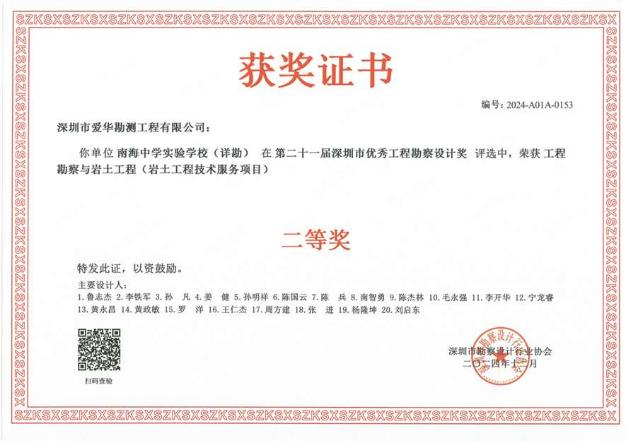 获奖证书
编号: 2024-A01A-0153
深圳市爱华勘测工程有限公司:
你单位 南海中学实验学校（详勘） 在 第二十一届深圳市优秀工程勘察设计奖 评选中，荣获 工程
勘察与岩土工程（岩土工程技术服务项目）
二等奖
特发此证，以资鼓励。
主要设计人：
1.鲁志杰 2.李铁军 3.孙 凡 4.姜 健 5.孙明祥 6.陈国云 7.陈 兵 8.南智勇 9.陈杰林 10.毛永强 11.李开华 12.宁龙睿
13.黄永昌 14.黄政敏 15.罗 洋 16.王仁杰 17.周方建 18.张 进 19.杨隆坤 20.刘启东
深圳市勘察设计行业协会
扫码查验